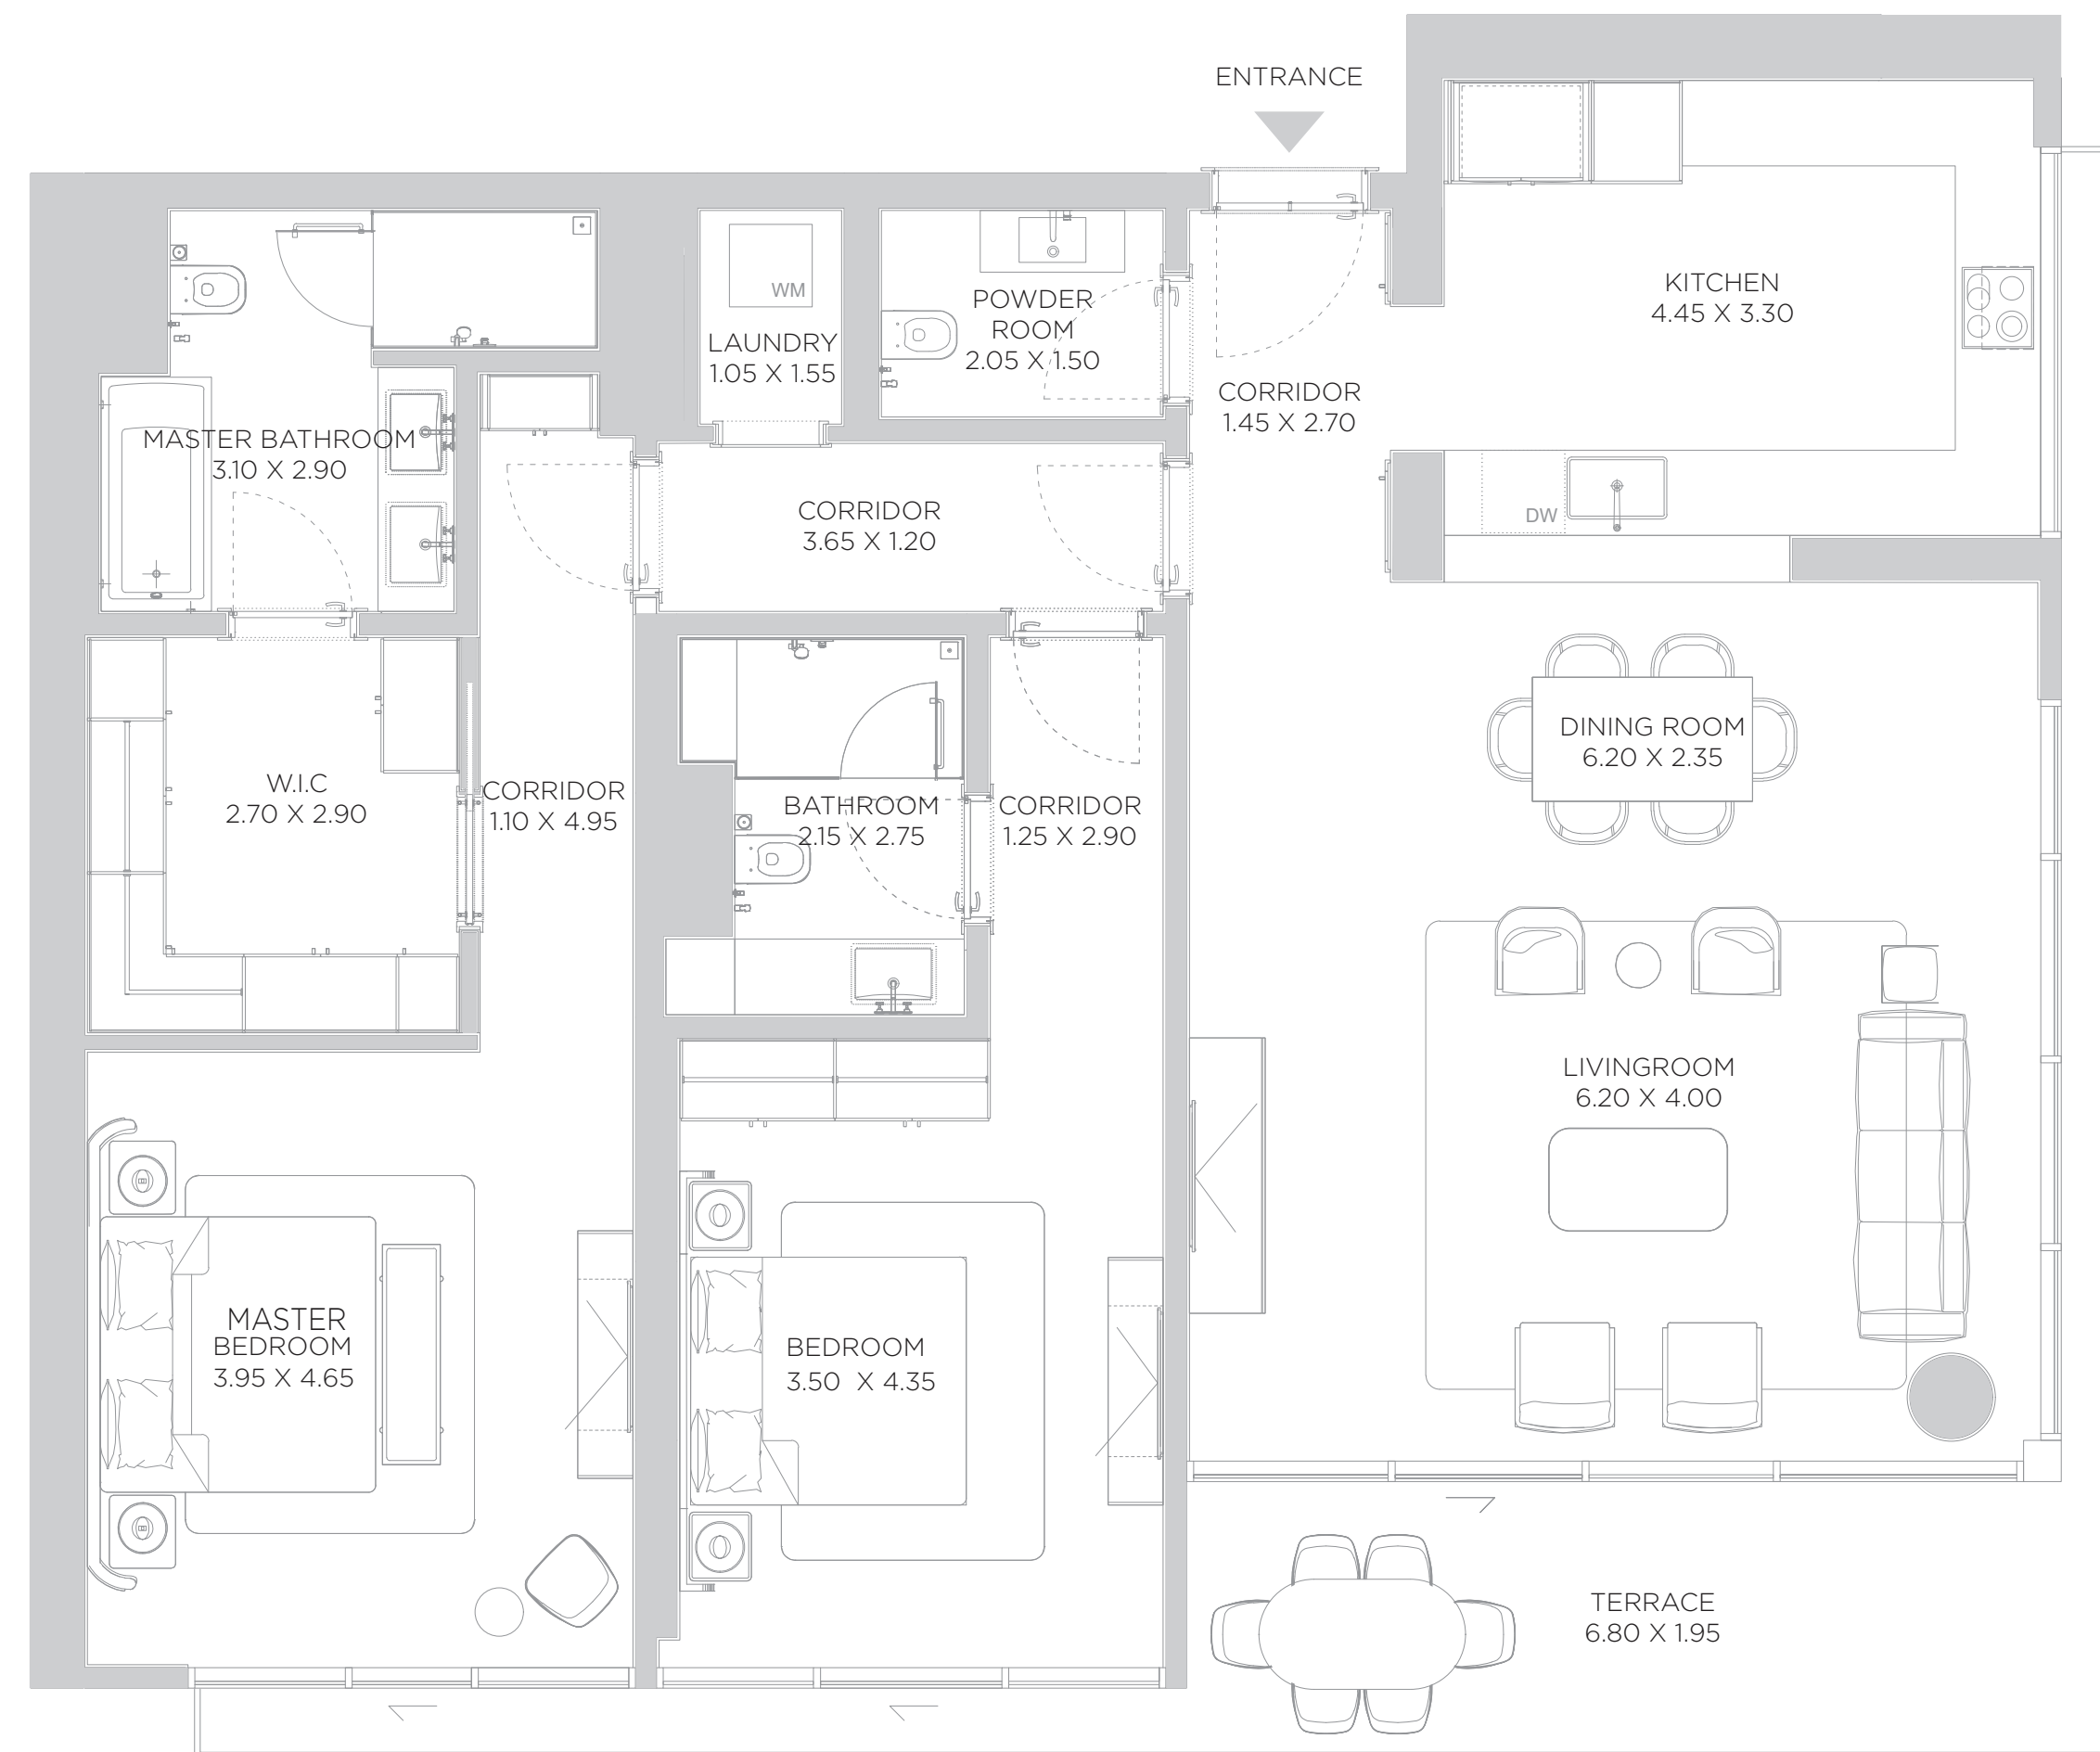 ENTRANCE
KITCHEN
4.45 X 3.30
WM
LAUNDRY
1.05 X 1.55
POWDER
ROOM
2.05 X 1.50
CORRIDOR
1.45 X 2.70
MASTER BATHROOM
3.10 X 2.90
CORRIDOR
3.65 X 1.20
DW
DINING ROOM
6.20 X 2.35
W.I.C
2.70 X 2.90
CORRIDOR
1.10 X 4.95
BATHROOM
2.15 X 2.75
CORRIDOR
1.25 X 2.90
LIVINGROOM
6.20 X 4.00
MASTER
BEDROOM
3.95 X 4.65
BEDROOM
3.50 X 4.35
TERRACE
6.80 X 1.95